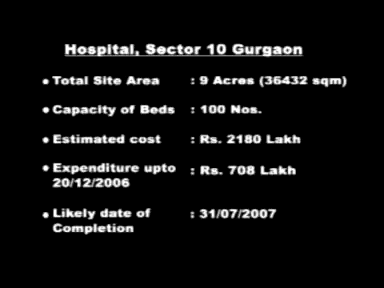 Hospital, Sector 10 Gurgaon
• Total Site Area : 9 Acres (36432 sqm)
• Capacity of Beds : 100 Nos.
• Estimated cost : Rs. 2180 Lakh
• Expenditure upto : Rs. 708 Lakh
20/12/2006
• Likely date of : 31/07/2007
Completion